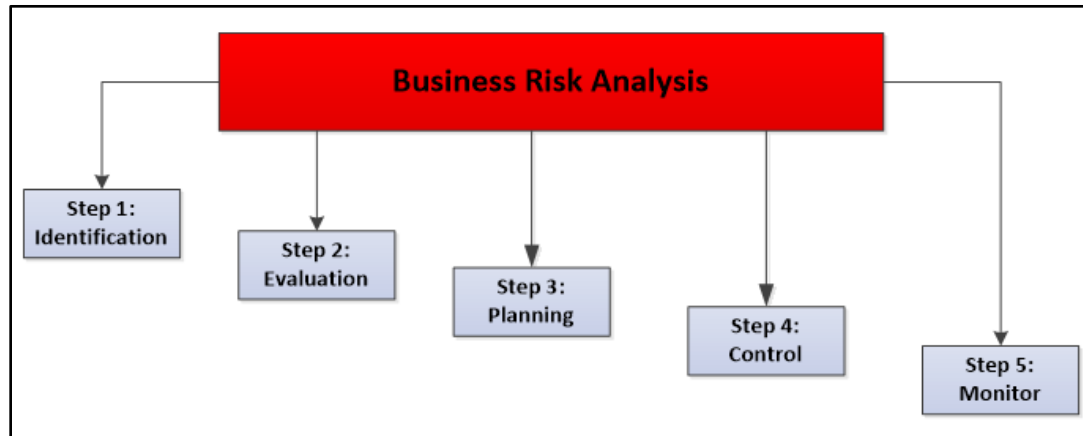 Business Risk Analysis
Step 1:
Identification
Step 2:
Evaluation
Step 3:
Planning
Step 4:
Control
Step 5:
Monitor